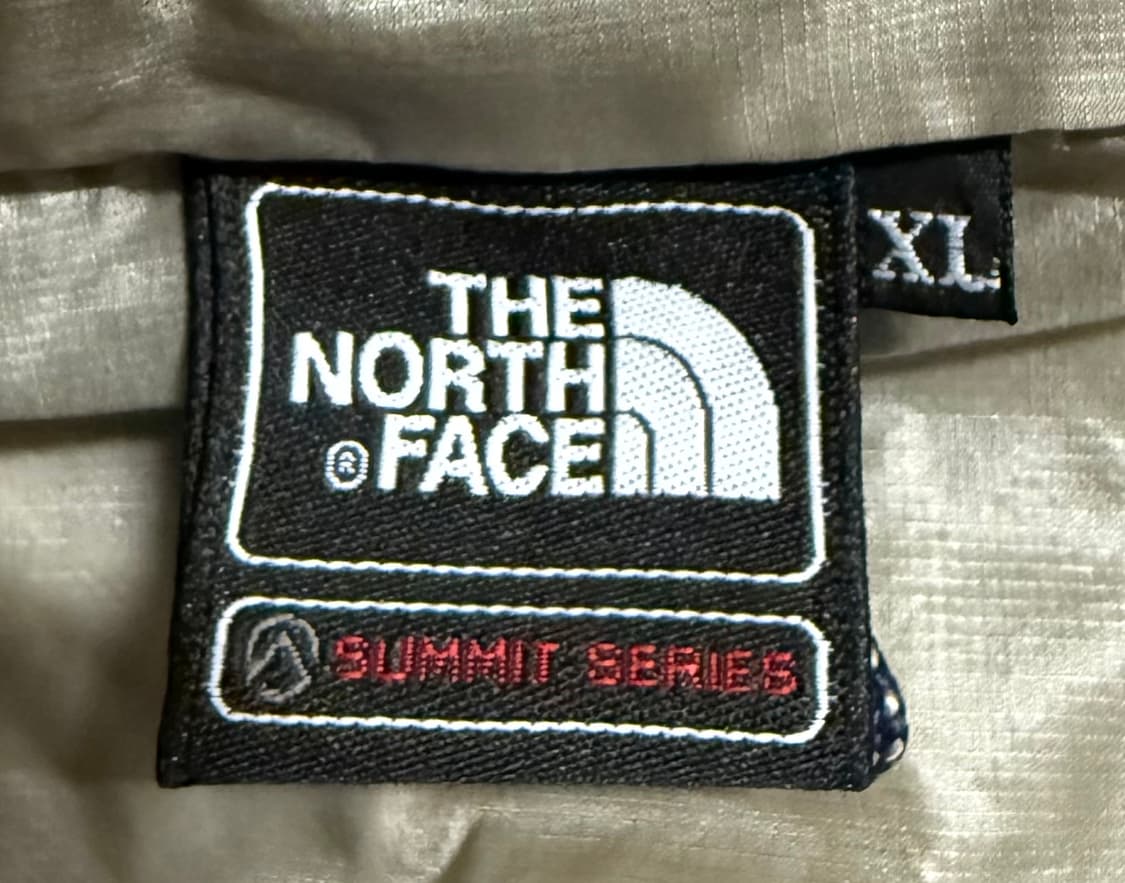 THE
NORTH
®FACE
XL
SUMMIT SERIES